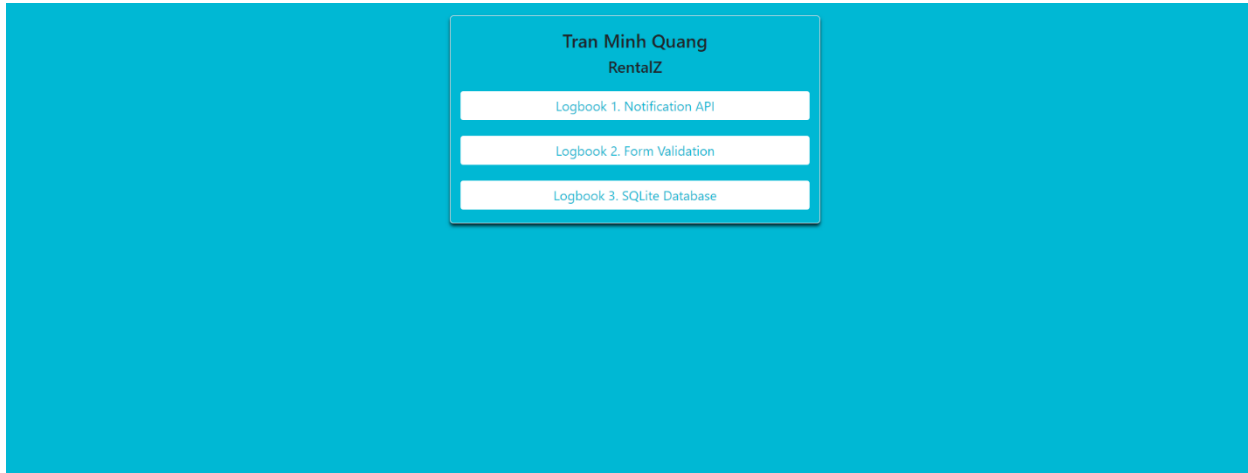 Tran Minh Quang
RentalZ
Logbook 1. Notification API
Logbook 2. Form Validation
Logbook 3. SQLite Database